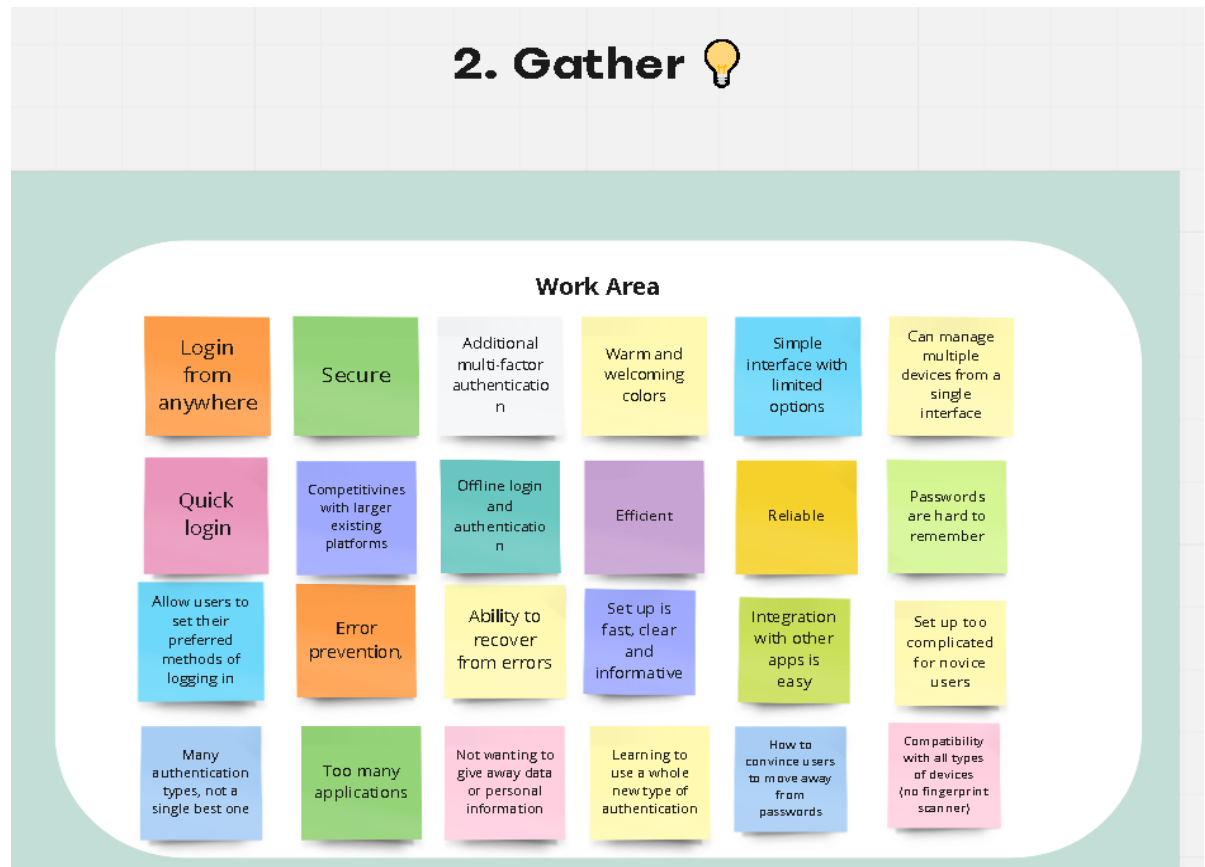 2. Gather 💡
Work Area
Login
from
anywhere
Secure
Additional
multi-factor
authenticatio
n
Warm and
welcoming
colors
Simple
interface with
limited
options
Can manage
multiple
devices from a
single
interface
Quick
login
Competitivines
with larger
existing
platforms
Offline login
and
authenticatio
n
Efficient
Reliable
Passwords
are hard to
remember
Allow users to
set their
preferred
methods of
logging in
Error
prevention,
Ability to
recover
from errors
Set up is
fast, clear
and
informative
Integration
with other
apps is
easy
Set up too
complicated
for novice
users
Many
authentication
types, not a
single best one
Too many
applications
Not wanting to
give away data
or personal
information
Learning to
use a whole
new type of
authentication
How to
convince users
to move away
from
passwords
Compatibility
with all types
of devices
(no fingerprint
scanner)